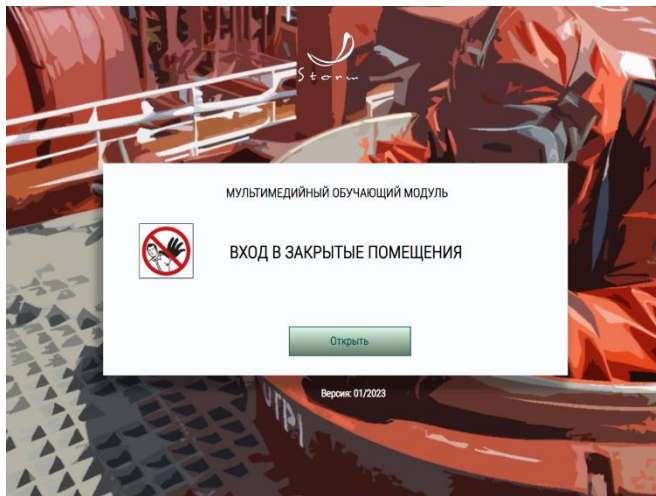 Storm
МУЛЬТИМЕДИЙНЫЙ ОБУЧАЮЩИЙ МОДУЛЬ
ВХОД В ЗАКРЫТЫЕ ПОМЕЩЕНИЯ
Открыть
Версия: 01/2023